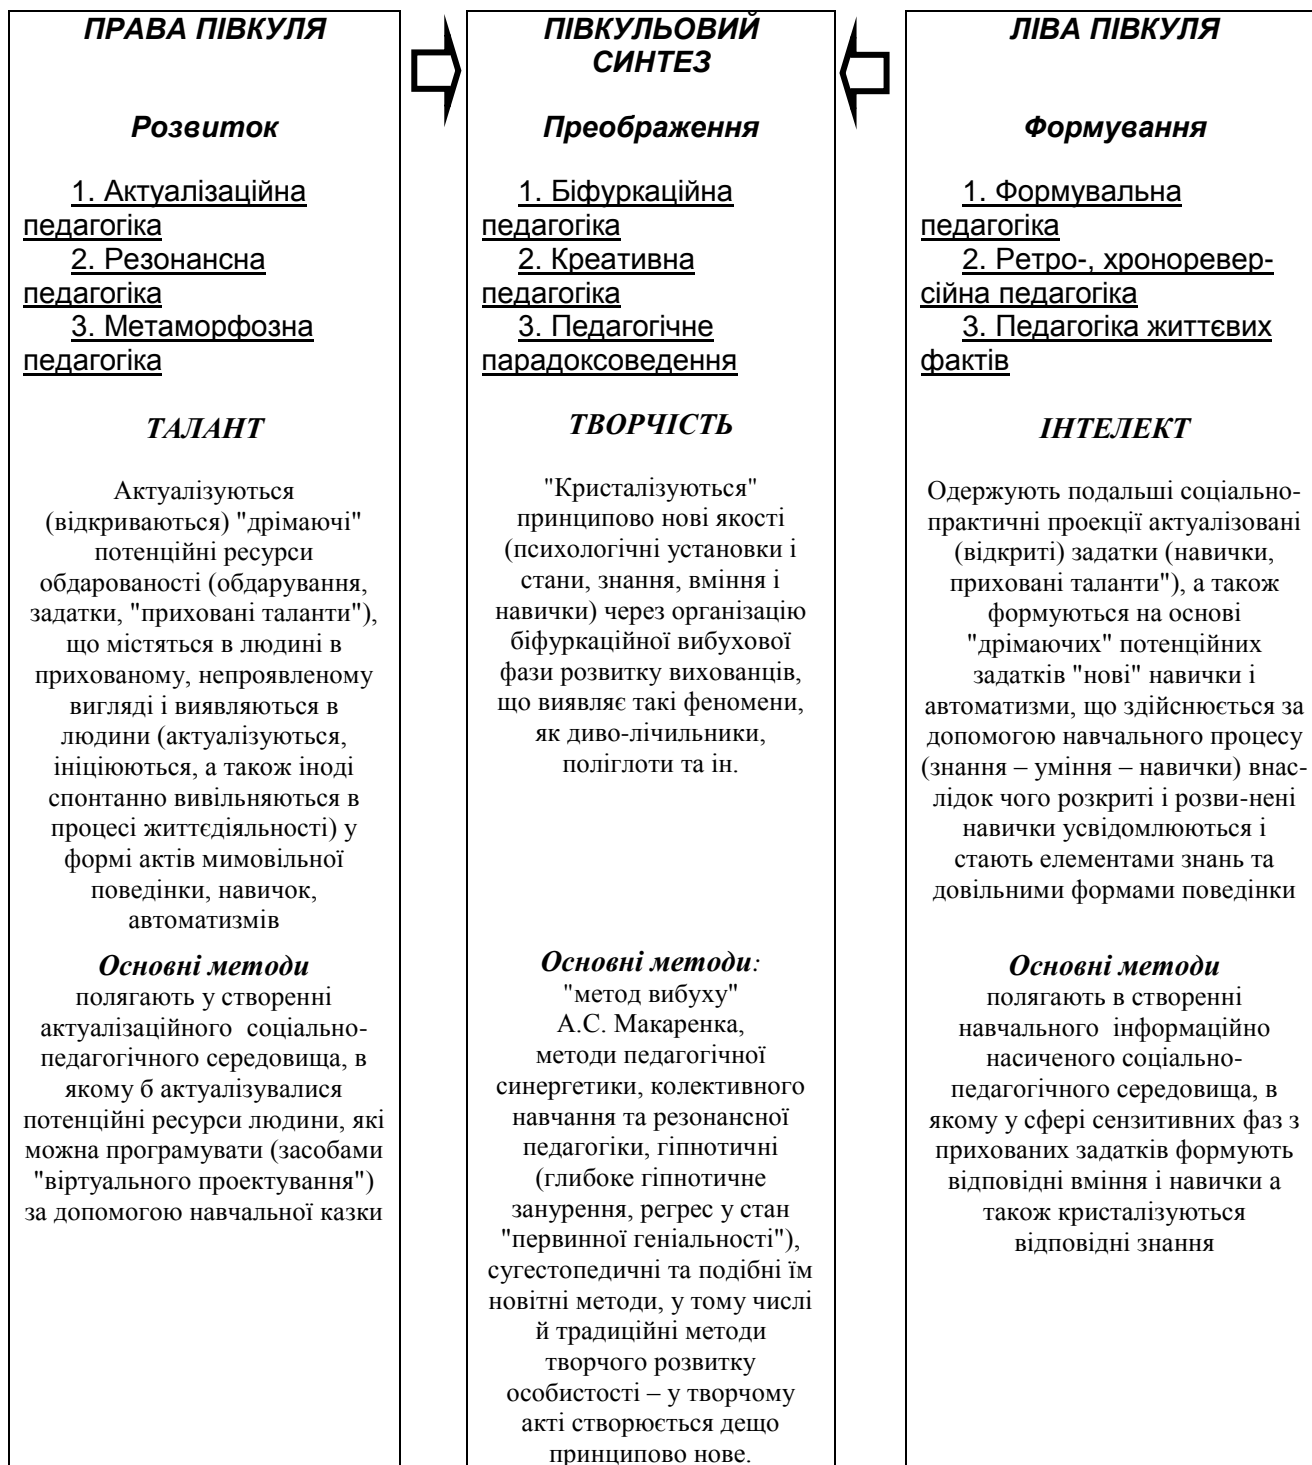 ПРАВА ПІВКУЛЯ
Розвиток
1. Актуалізаційна
педагогіка
2. Резонансна
педагогіка
3. Метаморфозна
педагогіка
ТАЛАНТ
Актуалізуються
(відкриваються) "дрімаючі"
потенційні ресурси
обдарованості (обдарування,
задатки, "приховані таланти"),
що містяться в людині в
прихованому, непроявленому
вигляді і виявляються в
людини (актуалізуються,
ініціюються, а також іноді
спонтанно вивільняються в
процесі життєдіяльності) у
формі актів мимовільної
поведінки, навичок,
автоматизмів
Основні методи
полягають у створенні
актуалізаційного соціально-
педагогічного середовища, в
якому б актуалізувалися
потенційні ресурси людини, які
можна програмувати (засобами
"віртуального проектування")
за допомогою навчальної казки
ПІВКУЛЬОВИЙ
СИНТЕЗ
Преображення
1. Біфуркаційна
педагогіка
2. Креативна
педагогіка
3. Педагогічне
парадоксоведення
ТВОРЧІСТЬ
"Кристалізуються"
принципово нові якості
(психологічні установки і
стани, знання, вміння і
навички) через організацію
біфуркаційної вибухової
фази розвитку вихованців,
що виявляє такі феномени,
як диво-лічильники,
поліглоти та ін.
Основні методи:
"метод вибуху"
А.С. Макаренка,
методи педагогічної
синергетики, колективного
навчання та резонансної
педагогіки, гіпнотичні
(глибоке гіпнотичне
занурення, регрес у стан
"первинної геніальності"),
сугестопедичні та подібні їм
новітні методи, у тому числі
й традиційні методи
творчого розвитку
особистості – у творчому
акті створюється дещо
принципово нове.
ЛІВА ПІВКУЛЯ
Формування
1. Формувальна
педагогіка
2. Ретро-, хроноревер-
сійна педагогіка
3. Педагогіка життєвих
фактів
ІНТЕЛЕКТ
Одержують подальші соціально-
практичні проекції актуалізовані
(відкриті) задатки (навички,
приховані таланти"), а також
формуються на основі
"дрімаючих" потенційних
задатків "нові" навички і
автоматизми, що здійснюється за
допомогою навчального процесу
(знання – уміння – навички) внас-
лідок чого розкриті і розви-нені
навички усвідомлюються і
стають елементами знань та
довільними формами поведінки
Основні методи
полягають в створенні
навчального інформаційно
насиченого соціально-
педагогічного середовища, в
якому у сфері сензитивних фаз з
прихованих задатків формують
відповідні вміння і навички а
також кристалізуються
відповідні знання